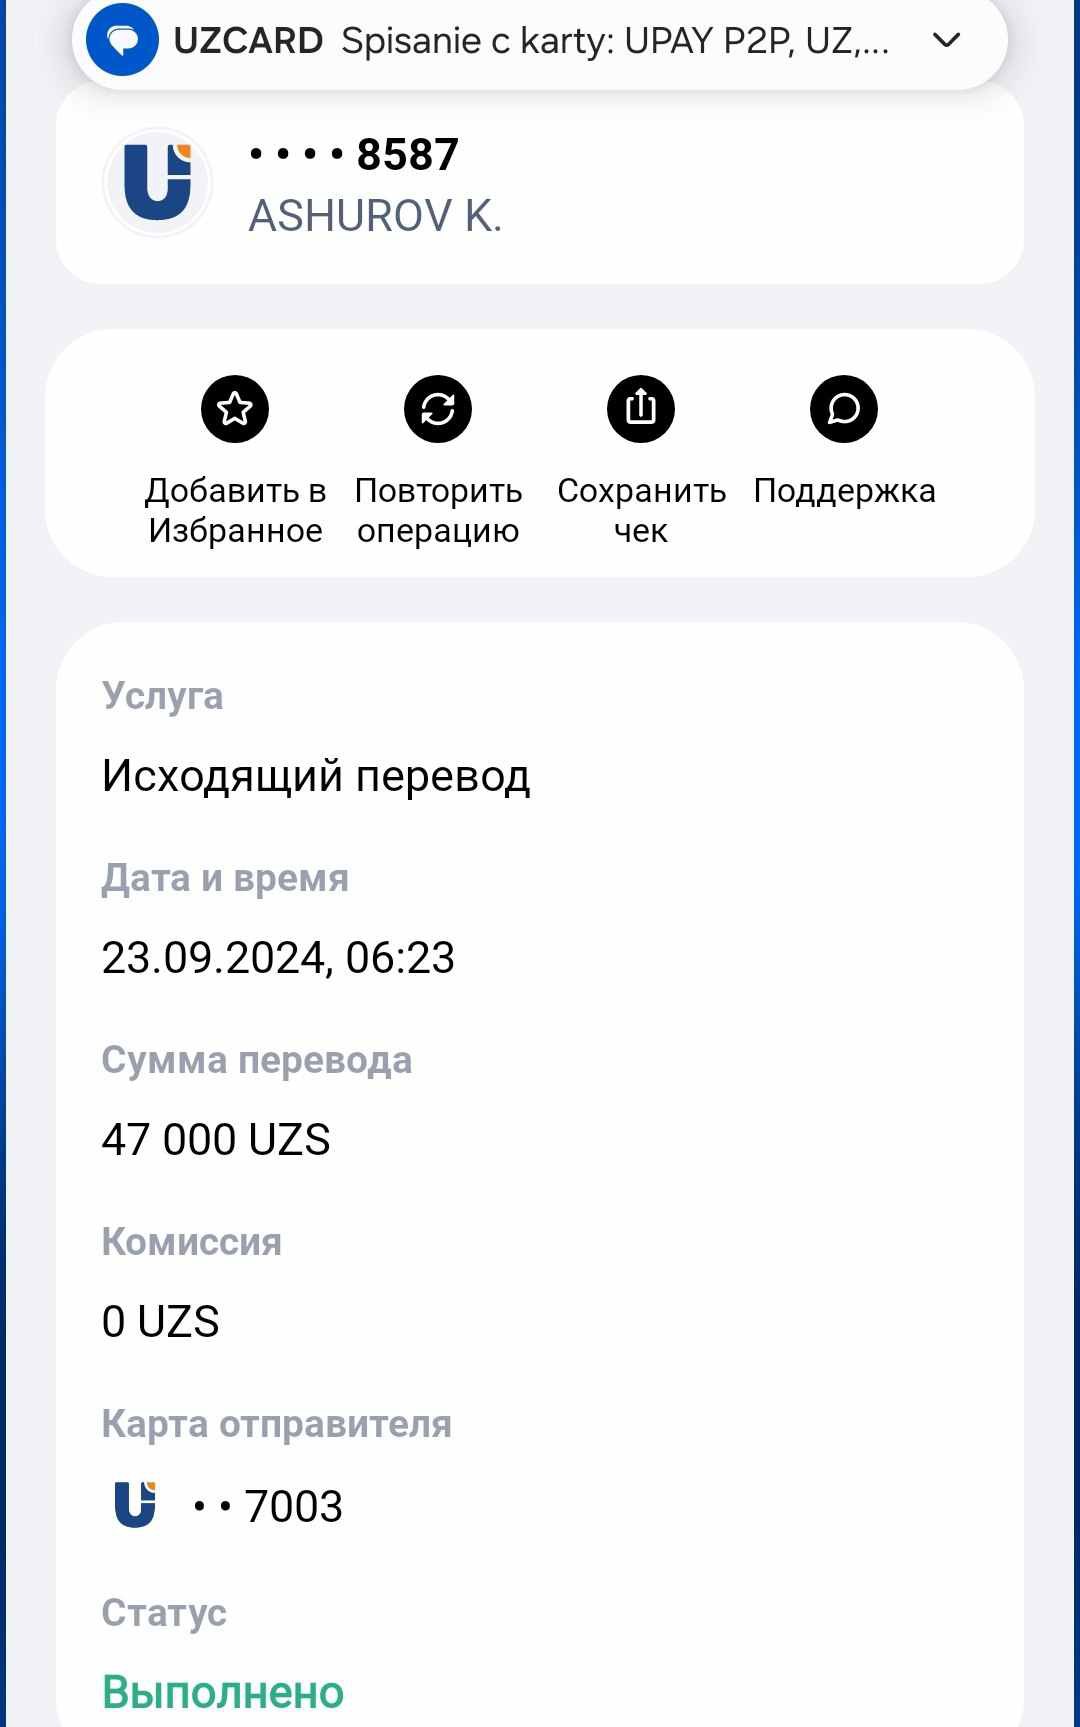 UZCARD Spisanie c karty: UPAY P2P, UZ,...
•••• 8587
ASHUROV K.
Добавить в
Избранное
Повторить
операцию
Сохранить
чек
Поддержка
Услуга
Исходящий перевод
Дата и время
23.09.2024, 06:23
Сумма перевода
47 000 UZS
Комиссия
0 UZS
Карта отправителя
•• 7003
Статус
Выполнено